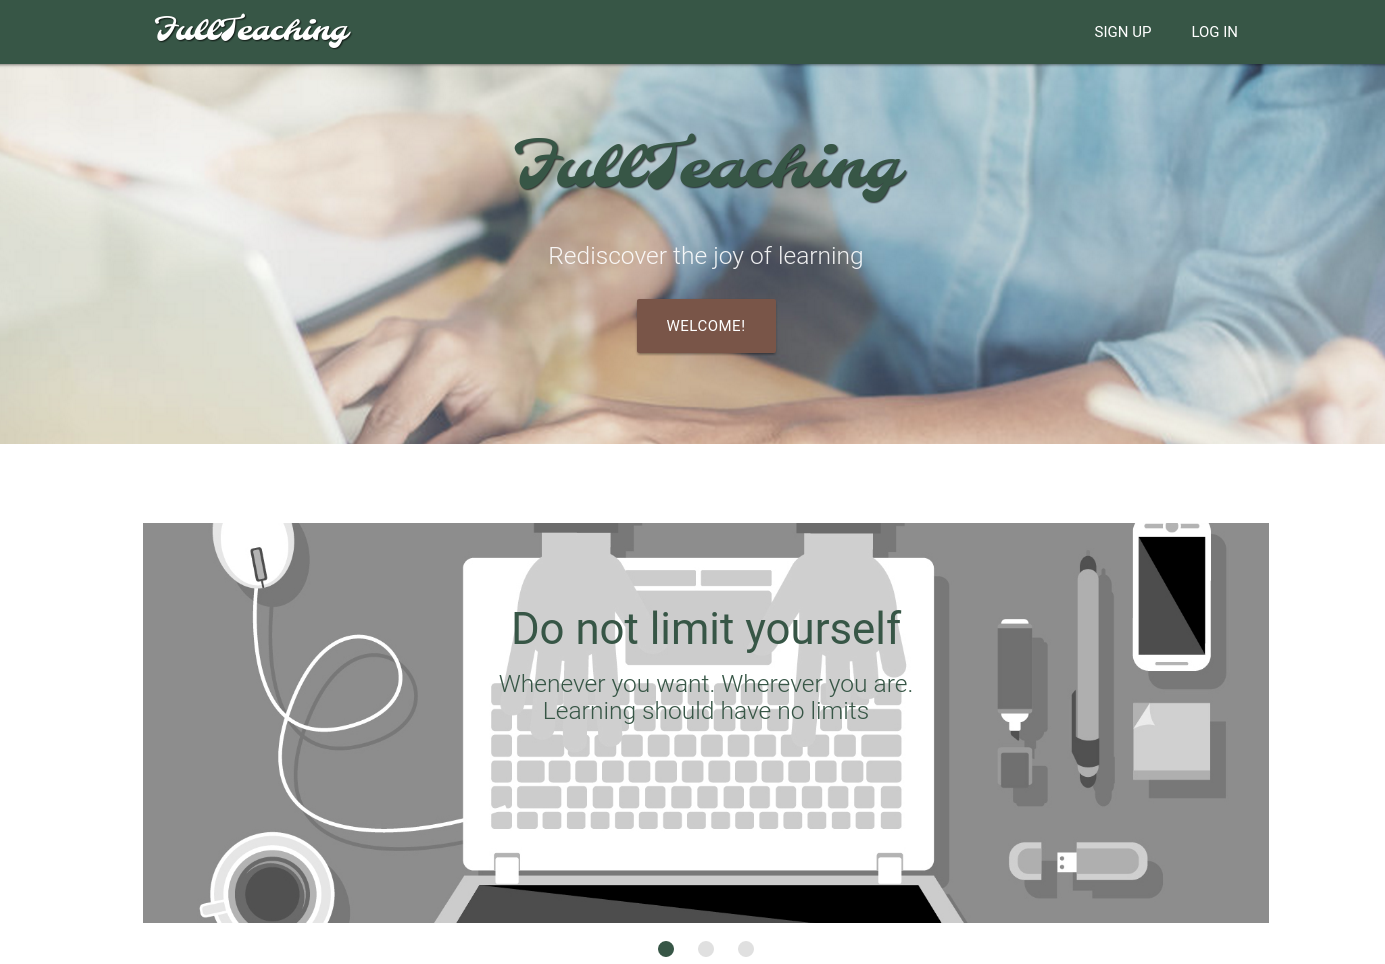 FullTeaching
SIGN UP
LOG IN
FullTeaching
Rediscover the joy of learning
WELCOME!
Do not limit yourself
Whenever you want. Wherever you are.
Learning should have no limits